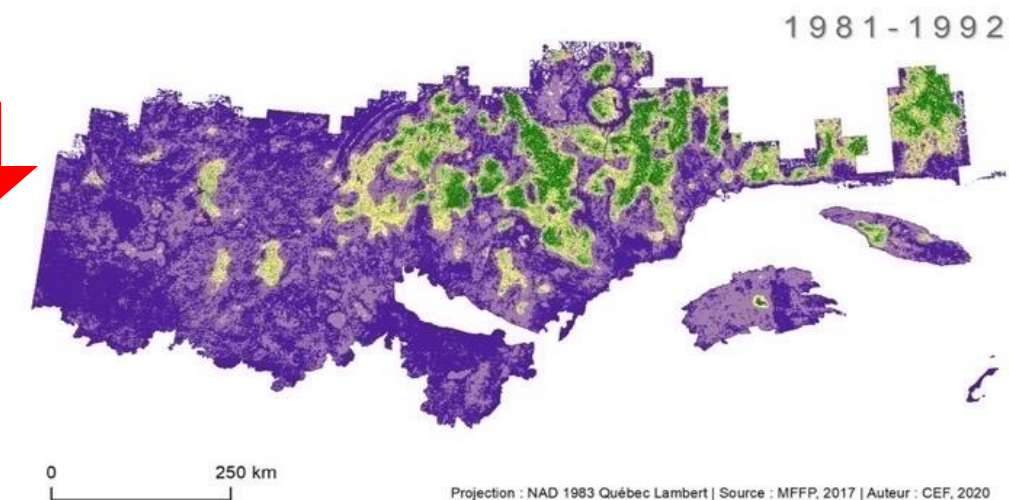 1981-1992
0 250 km
Projection : NAD 1983 Québec Lambert | Source : MFFP, 2017 | Auteur : CEF, 2020